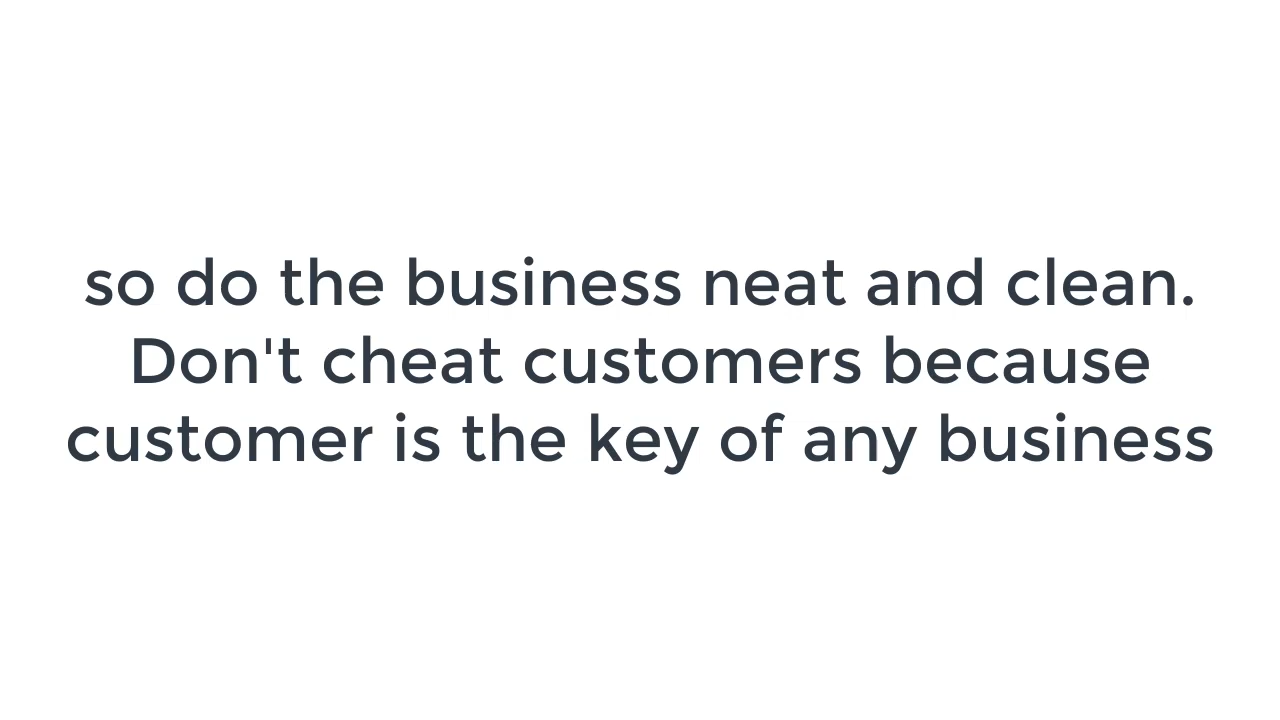 so do the business neat and clean.
Don't cheat customers because
customer is the key of any business